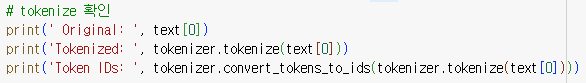 # tokenize 확인
print(' Original: ', text[0])
print('Tokenized: ', tokenizer.tokenize(text[0]))
print('Token IDs: ', tokenizer.convert_tokens_to_ids(tokenizer.tokenize(text[0])))